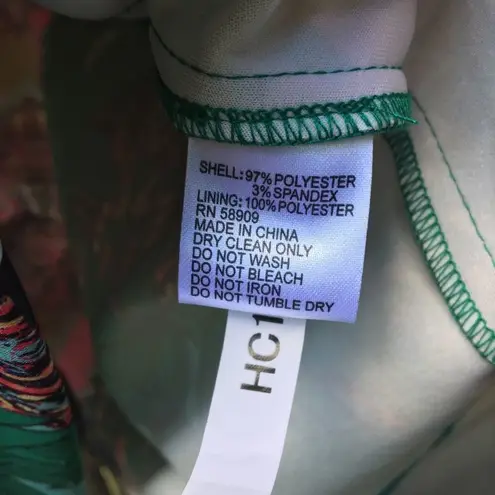 SHELL: 97% POLYESTER
3% SPANDEX
LINING: 100% POLYESTER
RN 58909
MADE IN CHINA
DRY CLEAN ONLY
DO NOT WASH
DO NOT BLEACH
DO NOT IRON
DO NOT TUMBLE DRY
HC1